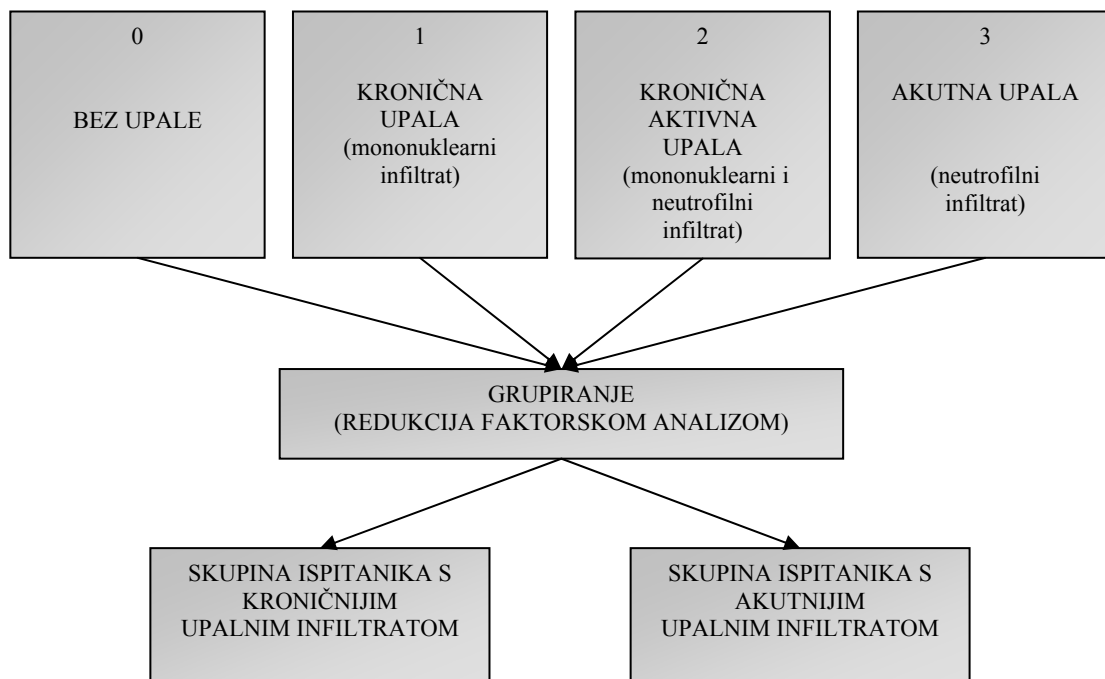 0
BEZ UPALE
1
KRONIČNA
UPALA
(mononuklearni
infiltrat)
2
KRONIČNA
AKTIVNA
UPALA
(mononuklearni i
neutrofilni
infiltrat)
3
AKUTNA UPALA
(neutrofilni
infiltrat)
GRUPIRANJE
(REDUKCIJA FAKTORSKOM ANALIZOM)
SKUPINA ISPITANIKA S
KRONIČNIJIM
UPALNIM INFILTRATOM
SKUPINA ISPITANIKA S
AKUTNIJIM
UPALNIM INFILTRATOM